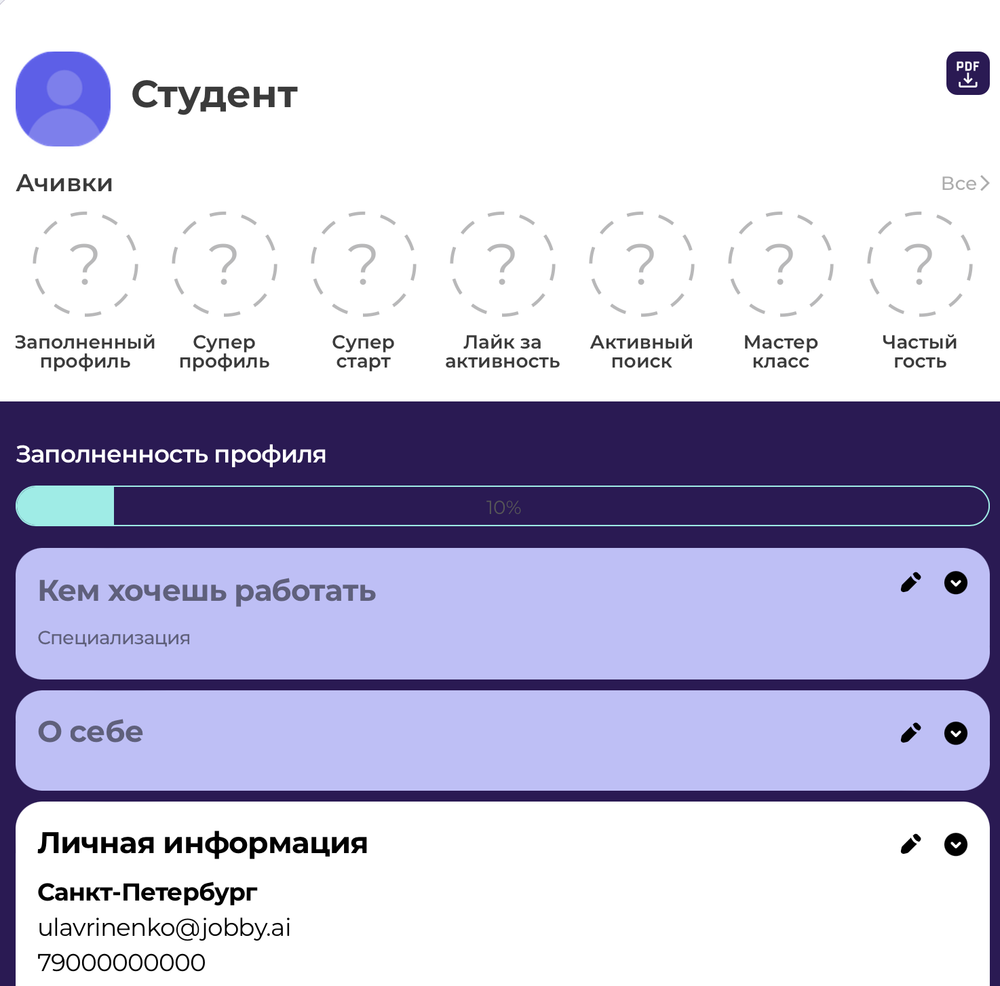 Студент
PDF
Ачивки
Все
?
?
?
?
?
?
?
Заполненный
профиль
Супер
профиль
Супер
старт
Лайк за
активность
Активный
поиск
Мастер
класс
Частый
гость
Заполненность профиля
10%
Кем хочешь работать
Специализация
О себе
Личная информация
Санкт-Петербург
ulavrinenko@jobby.ai
79000000000